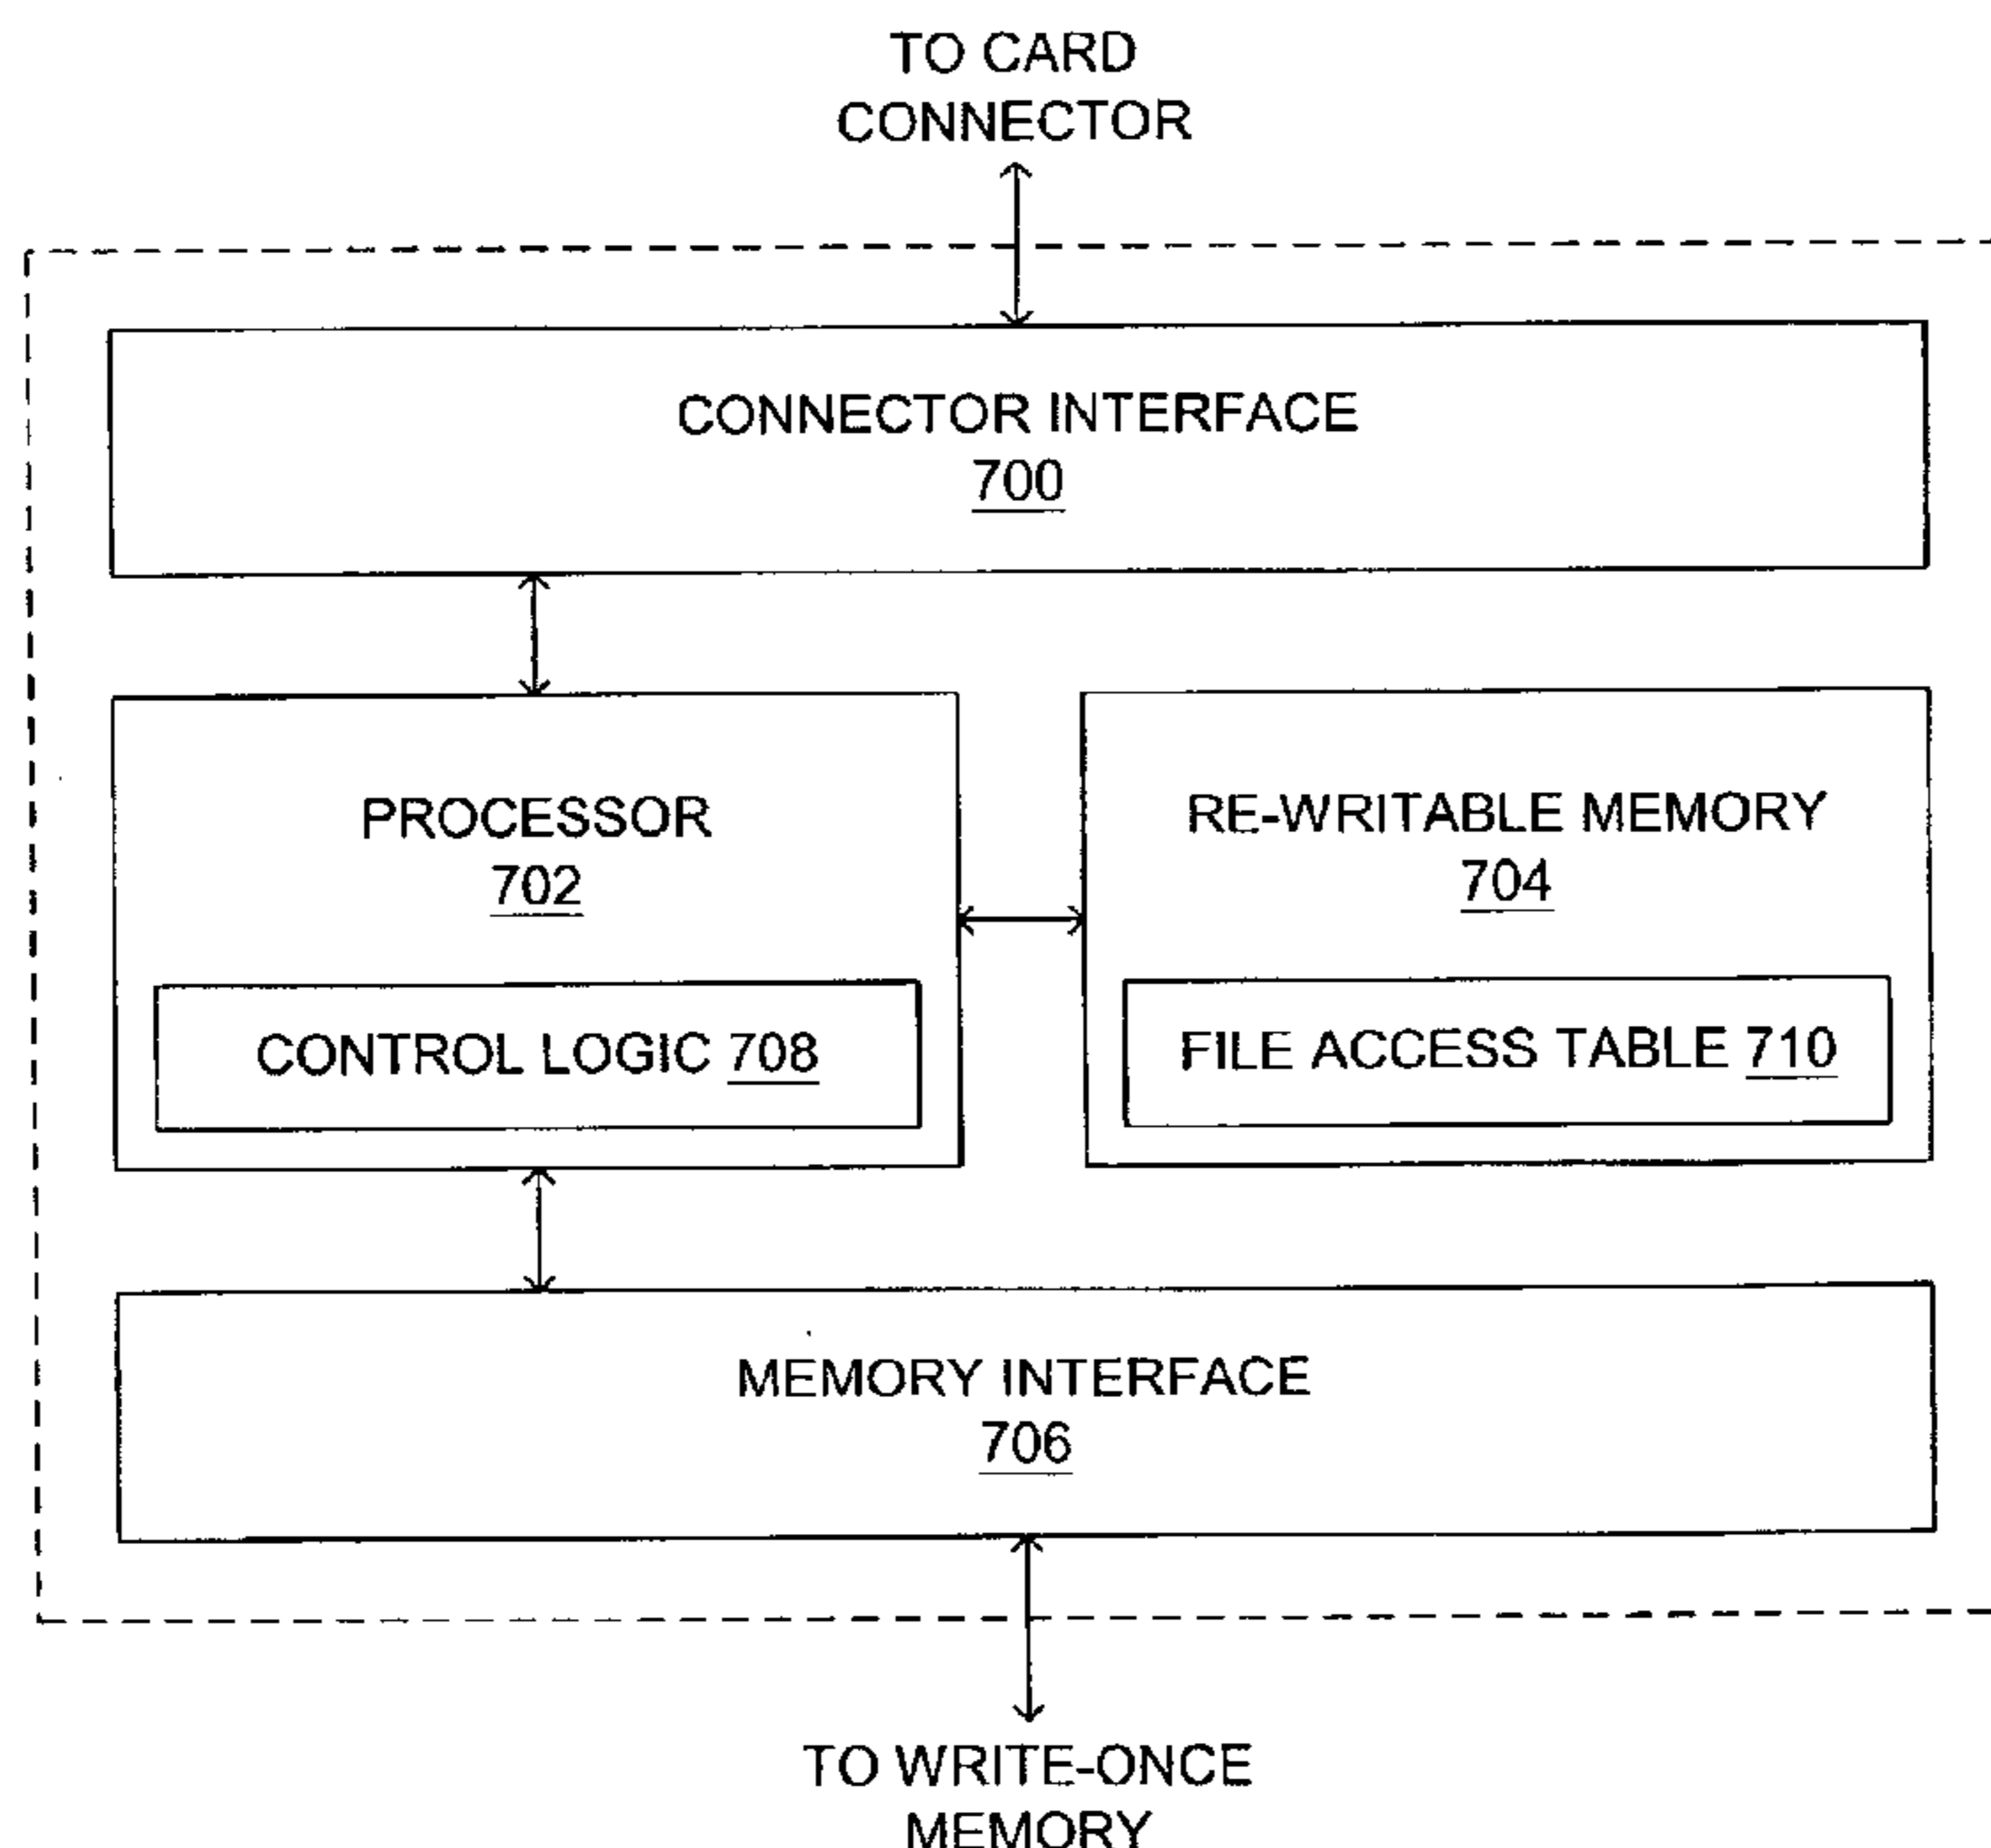 TO CARD
CONNECTOR
CONNECTOR INTERFACE
700
PROCESSOR
702
RE-WRITABLE MEMORY
704
CONTROL LOGIC 708
FILE ACCESS TABLE 710
MEMORY INTERFACE
706
TO WRITE-ONCE
MEMORY